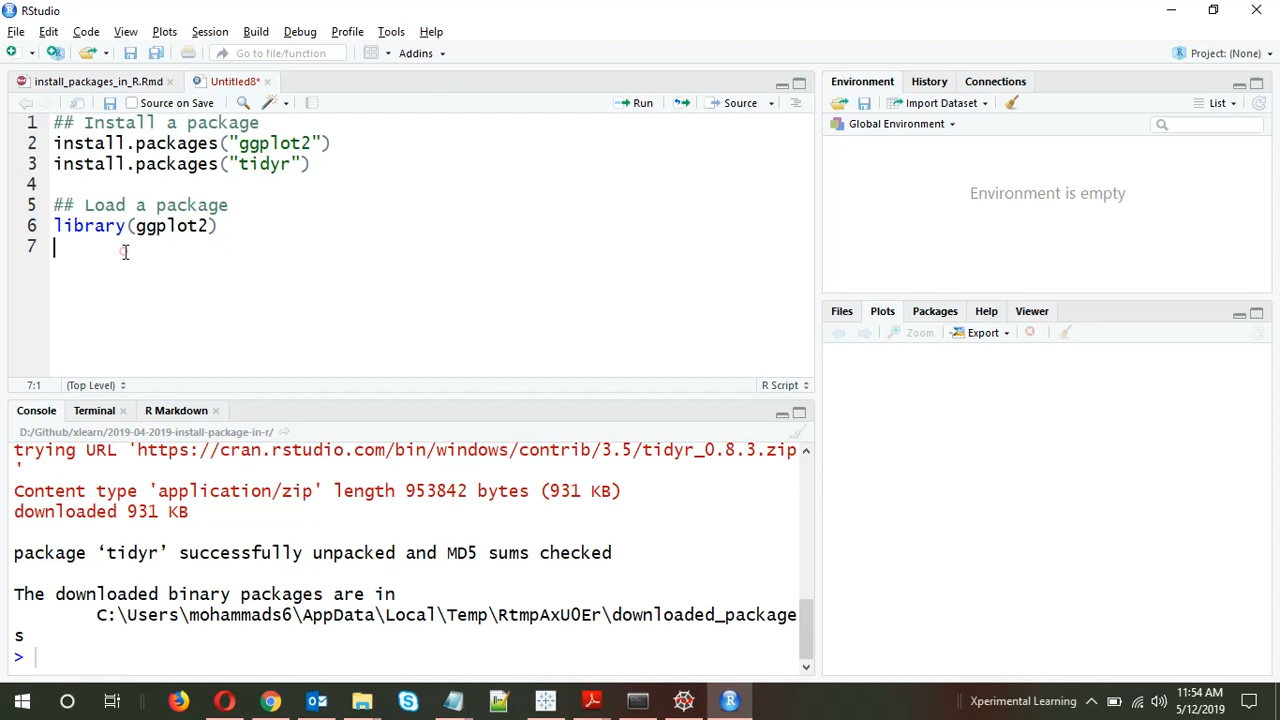 RStudio
File Edit Code View Plots Session Build Debug Profile Tools Help
Go to file/function Addins Project: (None)
install_packages_in_R.Rmd Untitled8*
Source on Save Run Source
1 ## Install a package
2 install.packages("ggplot2")
3 install.packages("tidyr")
4
5 ## Load a package
6 library(ggplot2)
7
7:1 (Top Level) R Script
Console Terminal R Markdown
D:/Github/xlearn/2019-04-2019-install-package-in-r/
trying URL 'https://cran.rstudio.com/bin/windows/contrib/3.5/tidyr_0.8.3.zip
'
Content type 'application/zip' length 953842 bytes (931 KB)
downloaded 931 KB
package ‘tidyr’ successfully unpacked and MD5 sums checked
The downloaded binary packages are in
C:\Users\mohammads6\AppData\Local\Temp\RtmpAxU0Er\downloaded_package
s
>
Environment History Connections
Import Dataset List
Global Environment
Environment is empty
Files Plots Packages Help Viewer
Zoom Export
Xperimental Learning 11:54 AM
5/12/2019